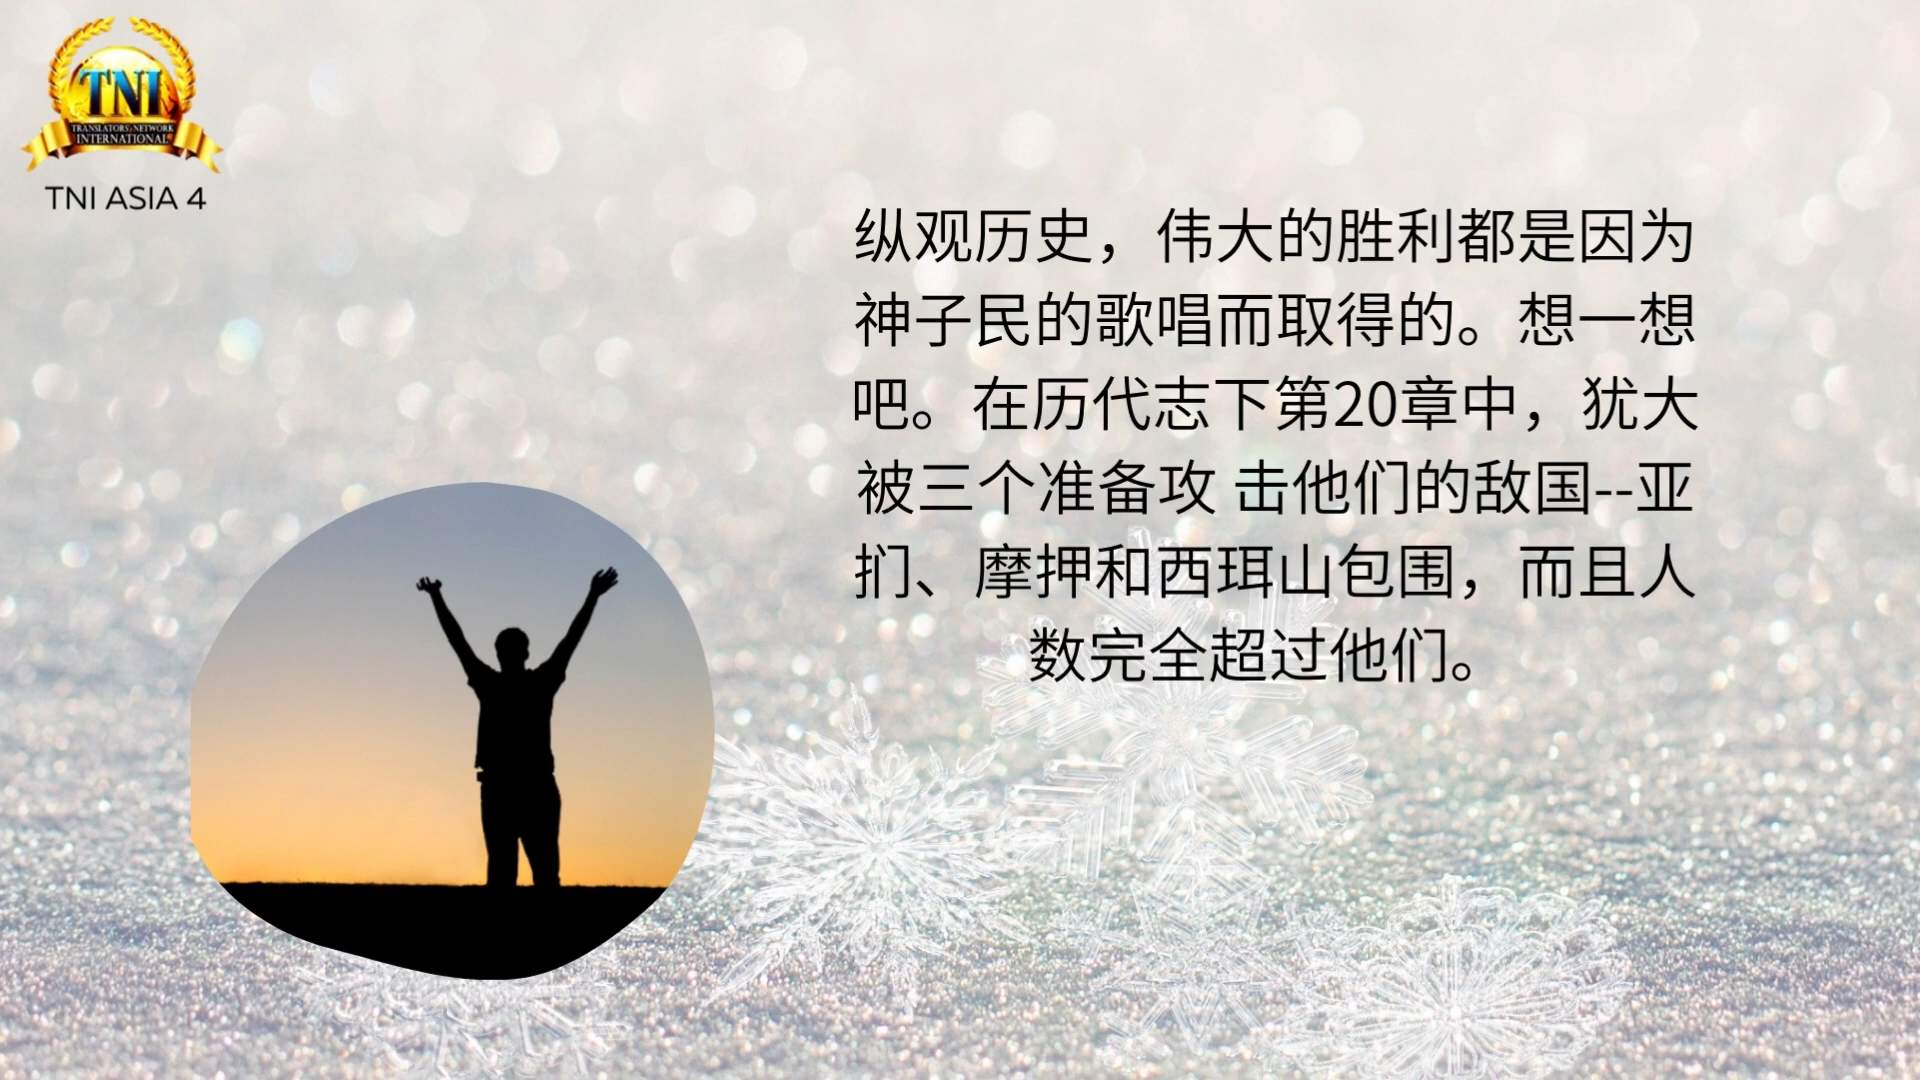 TNI
TRANSLATORS NETWORK
INTERNATIONAL
TNI ASIA 4
纵观历史，伟大的胜利都是因为
神子民的歌唱而取得的。想一想
吧。在历代志下第20章中，犹大
被三个准备攻 击他们的敌国--亚
扪、摩押和西珥山包围，而且人
数完全超过他们。